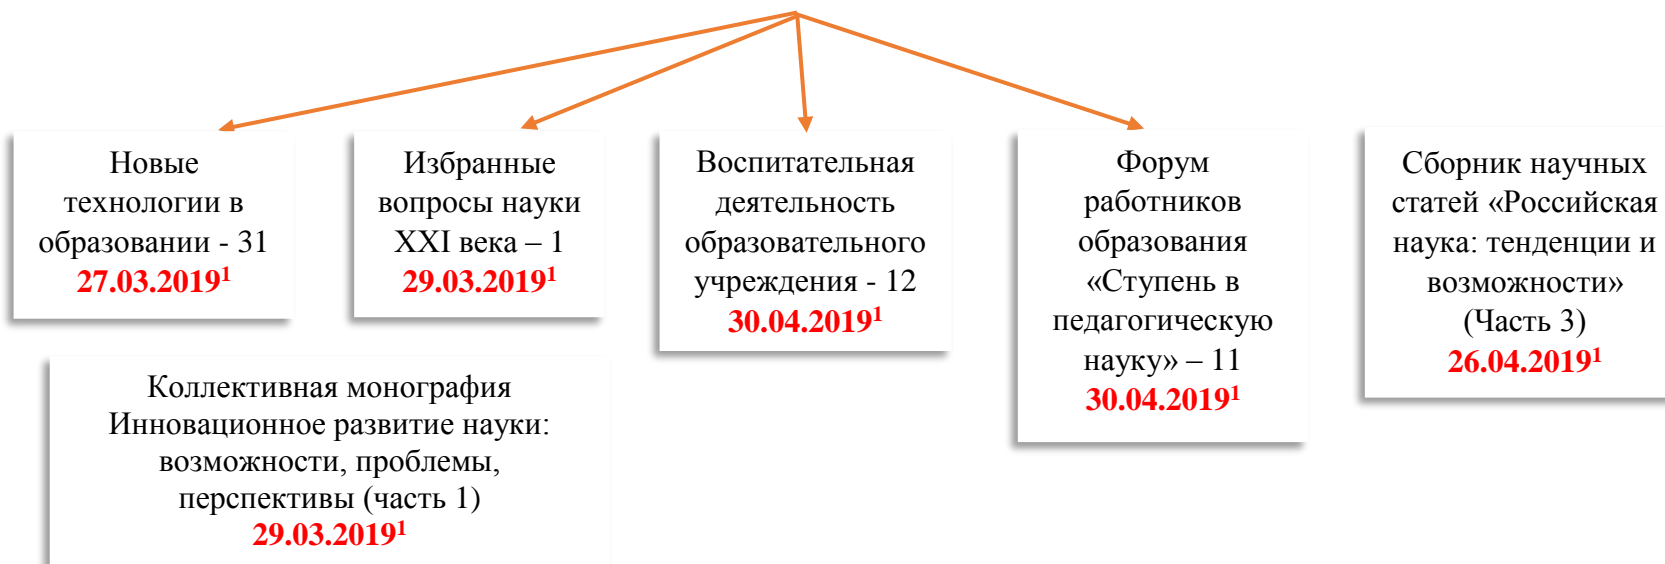 Новые
технологии в
образовании - 31
27.03.2019¹
Избранные
вопросы науки
XXI века – 1
29.03.2019¹
Воспитательная
деятельность
образовательного
учреждения - 12
30.04.2019¹
Форум
работников
образования
«Ступень в
педагогическую
науку» – 11
30.04.2019¹
Сборник научных
статей «Российская
наука: тенденции и
возможности»
(Часть 3)
26.04.2019¹
Коллективная монография
Инновационное развитие науки:
возможности, проблемы,
перспективы (часть 1)
29.03.2019¹